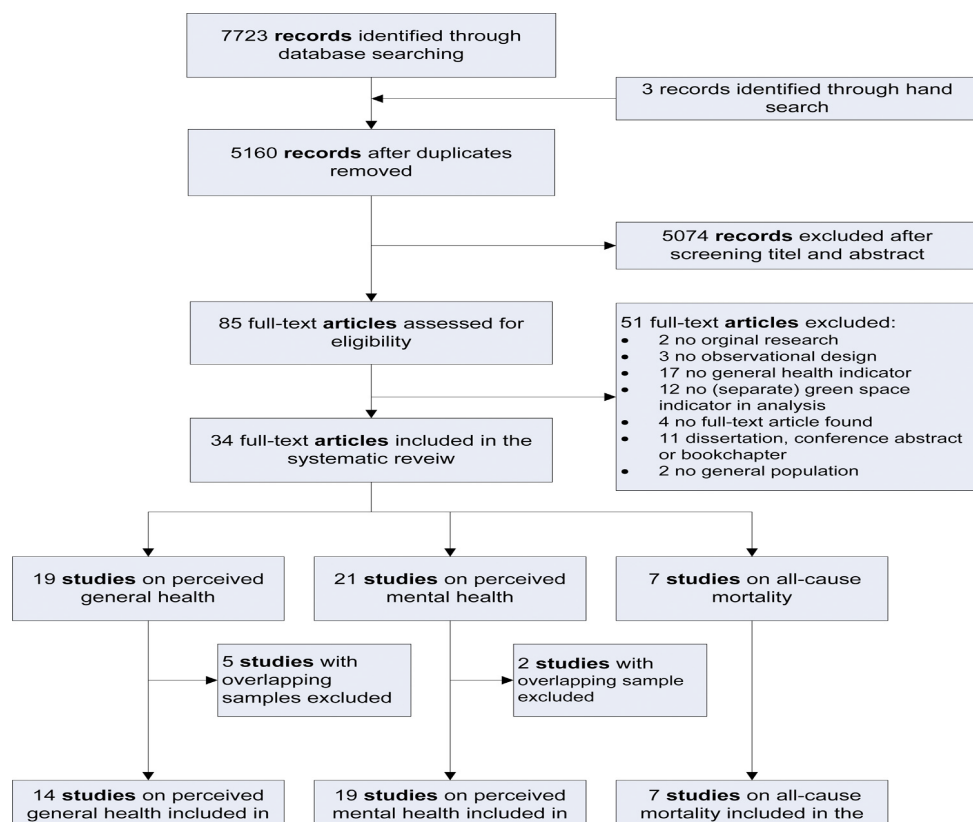 7723 records identified through
database searching
3 records identified through hand
search
5160 records after duplicates
removed
5074 records excluded after
screening titel and abstract
85 full-text articles assessed for
eligibility
51 full-text articles excluded:
• 2 no orginal research
• 3 no observational design
• 17 no general health indicator
• 12 no (separate) green space
indicator in analysis
• 4 no full-text article found
• 11 dissertation, conference abstract
or bookchapter
• 2 no general population
34 full-text articles included in the
systematic reveiw
19 studies on perceived
general health
21 studies on perceived
mental health
7 studies on all-cause
mortality
5 studies with
overlapping
samples excluded
2 studies with
overlapping sample
excluded
14 studies on perceived
general health included in
19 studies on perceived
mental health included in
7 studies on all-cause
mortality included in the